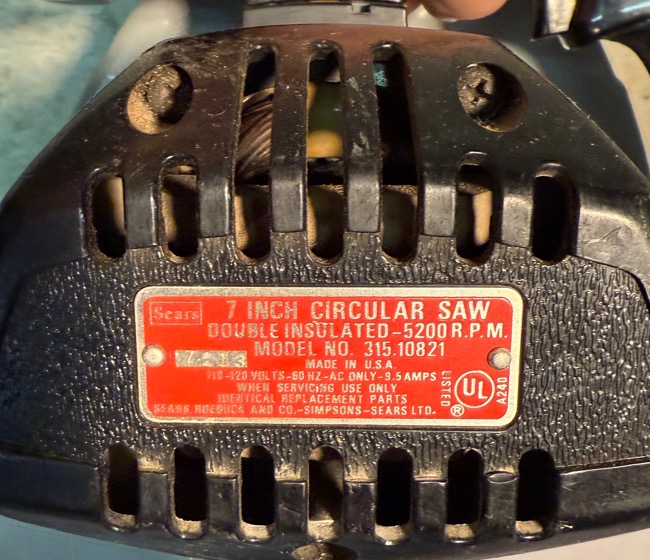 Sears
7 INCH CIRCULAR SAW
DOUBLE INSULATED-5200 R.P.M.
MODEL NO. 315.10821
MADE IN U.S.A.
110-120 VOLTS-60 HZ-AC ONLY-9.5 AMPS
WHEN SERVICING USE ONLY
IDENTICAL REPLACEMENT PARTS
SEARS ROEBUCK AND CO.-SIMPSONS-SEARS LTD.
LISTED
UL
®
A240